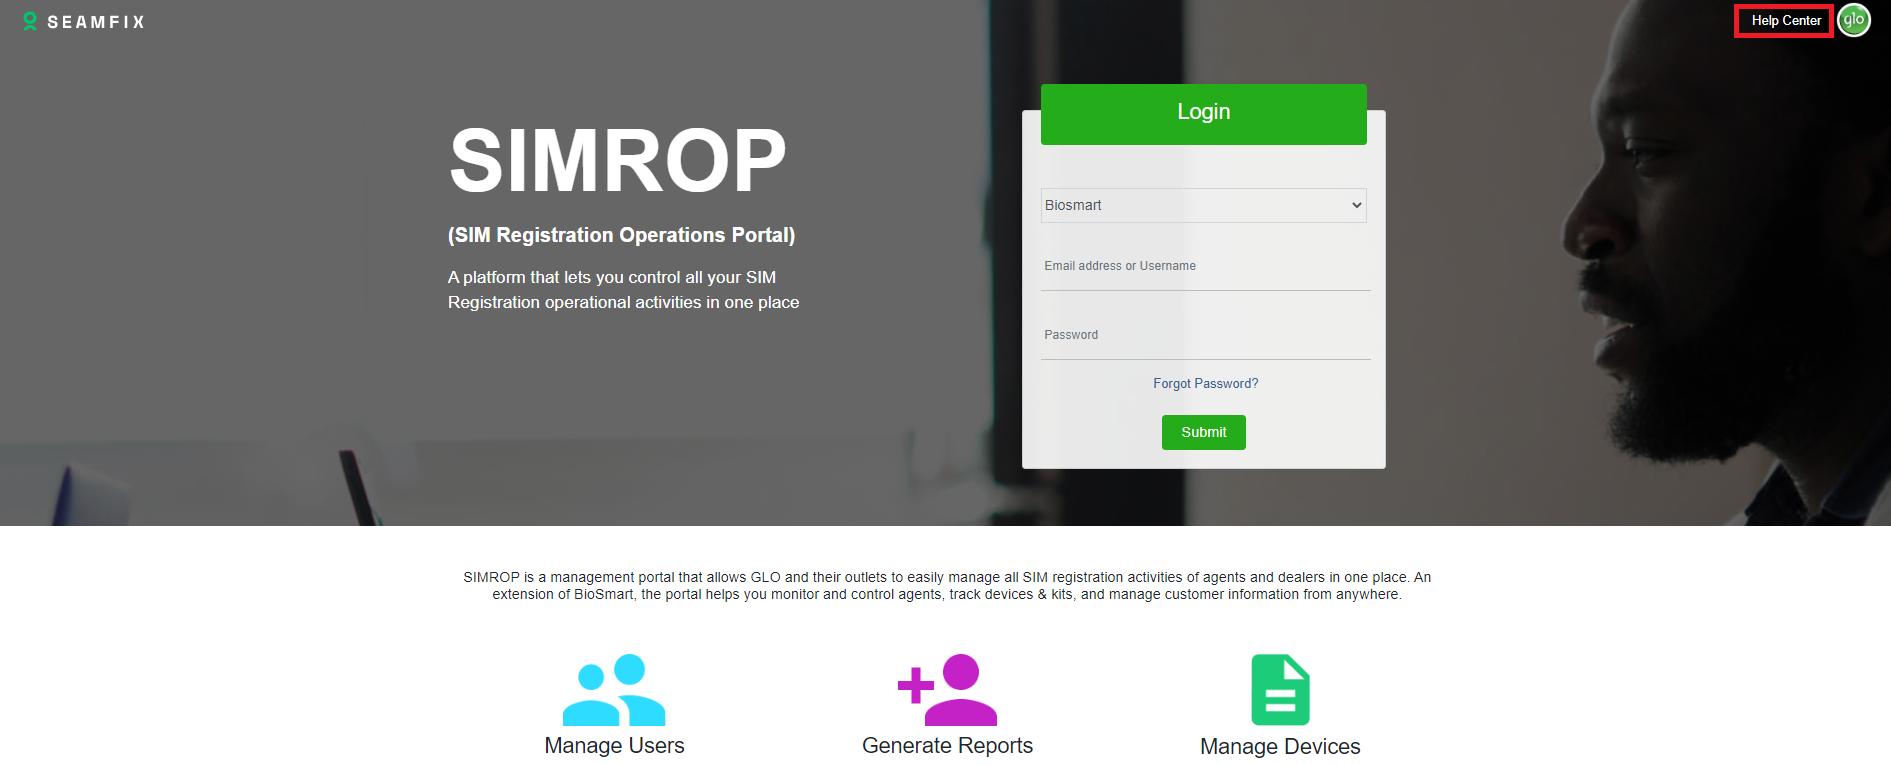 SEAMFIX
Help Center
glo
SIMROP
(SIM Registration Operations Portal)
A platform that lets you control all your SIM
Registration operational activities in one place
Login
Biosmart
Email address or Username
Password
Forgot Password?
Submit
SIMROP is a management portal that allows GLO and their outlets to easily manage all SIM registration activities of agents and dealers in one place. An
extension of BioSmart, the portal helps you monitor and control agents, track devices & kits, and manage customer information from anywhere.
Manage Users
Generate Reports
Manage Devices